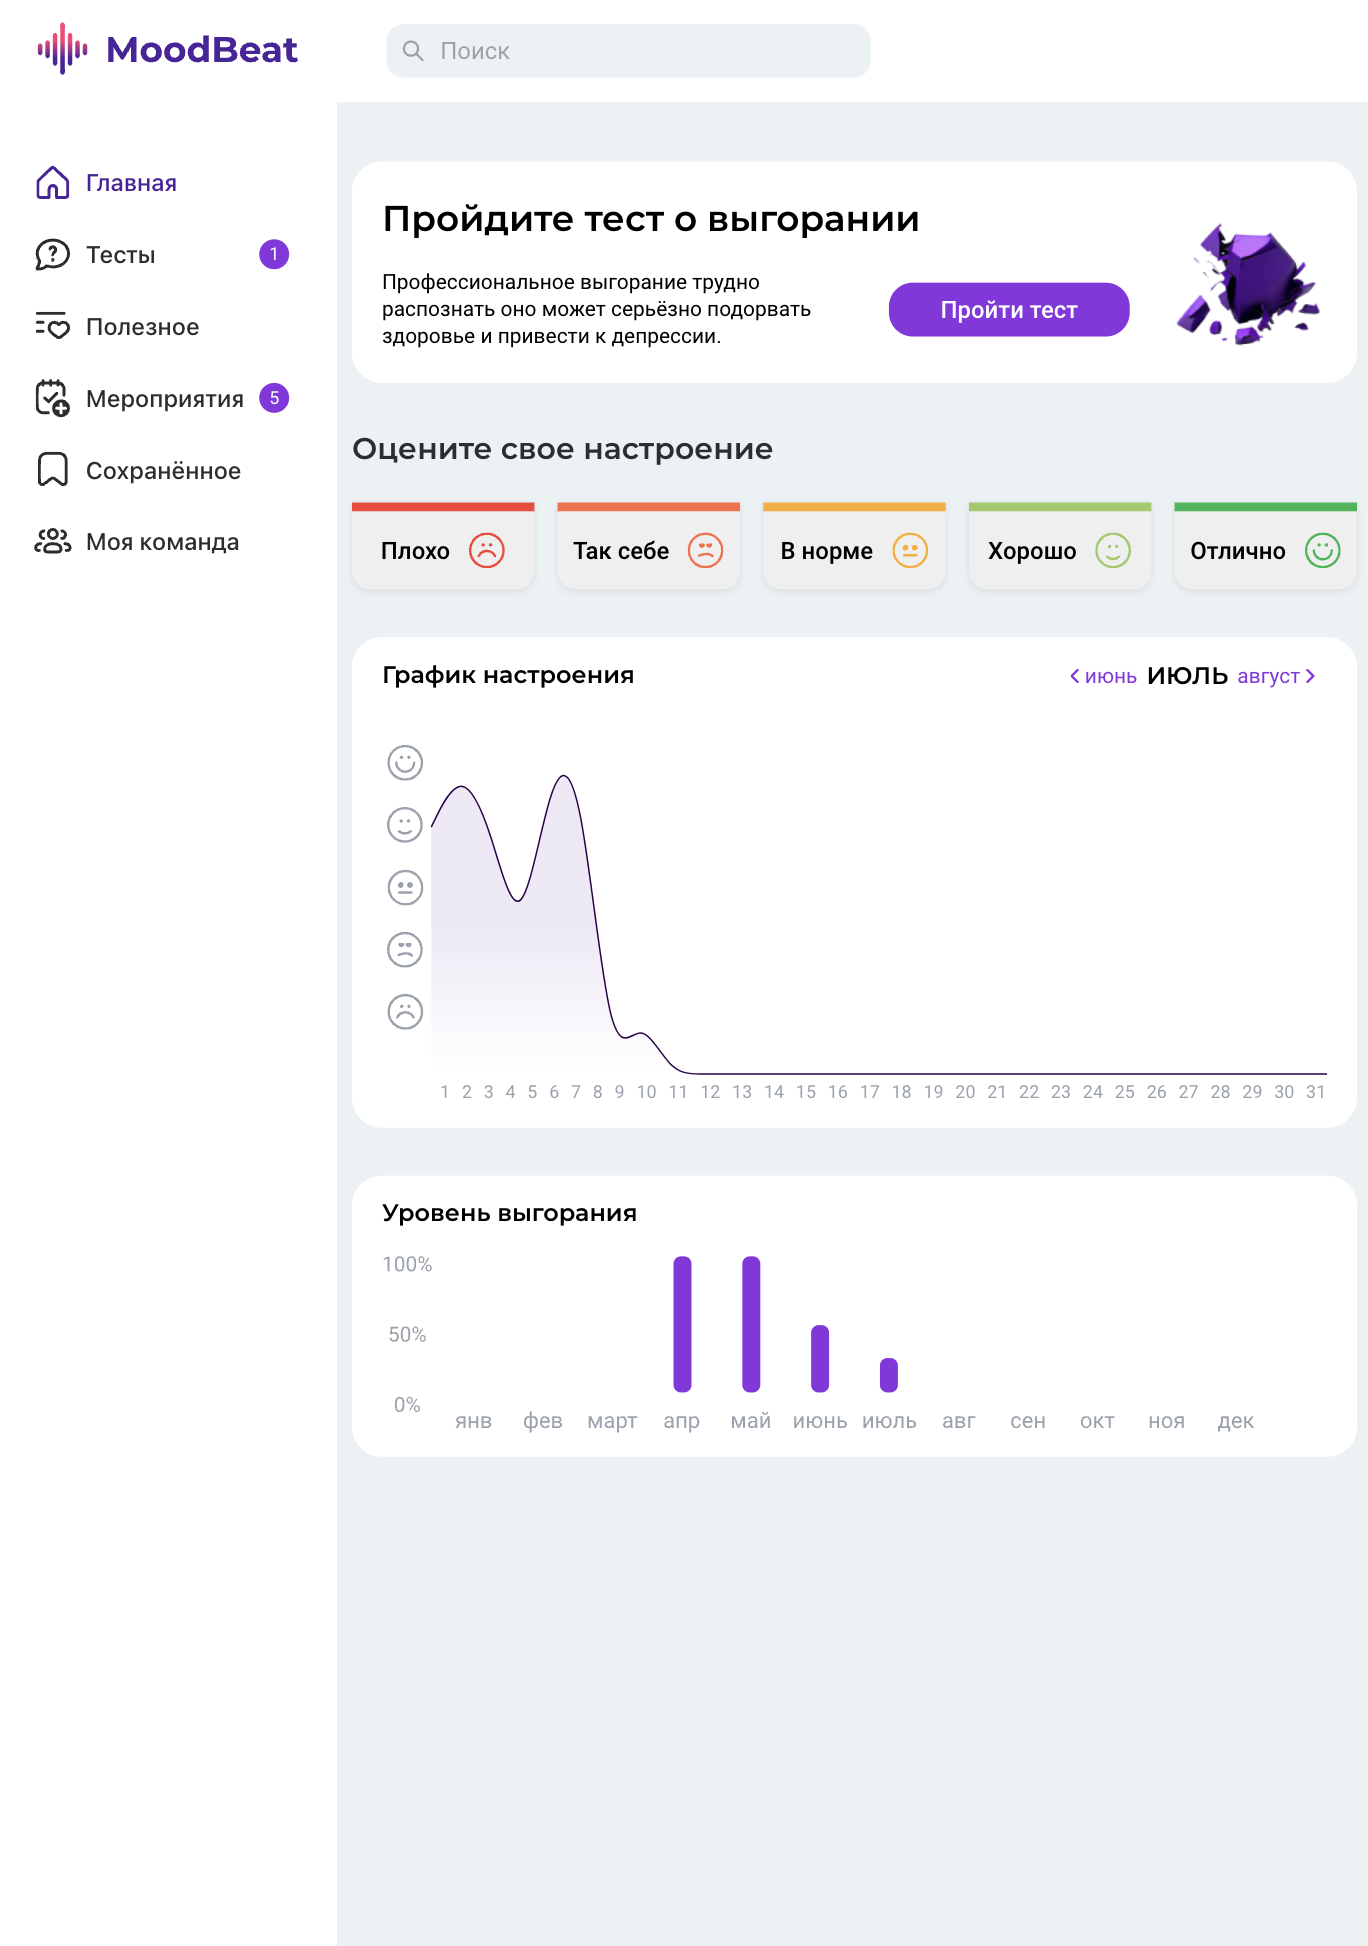 MoodBeat
Поиск
Главная
Тесты 1
Полезное
Мероприятия 5
Сохранённое
Моя команда
Пройдите тест о выгорании
Профессиональное выгорание трудно
распознать оно может серьёзно подорвать
здоровье и привести к депрессии.
Пройти тест
Оцените свое настроение
Плохо
Так себе
В норме
Хорошо
Отлично
График настроения
июнь ИЮЛЬ август
1 2 3 4 5 6 7 8 9 10 11 12 13 14 15 16 17 18 19 20 21 22 23 24 25 26 27 28 29 30 31
Уровень выгорания
100%
50%
0%
янв фев март апр май июнь июль авг сен окт ноя дек